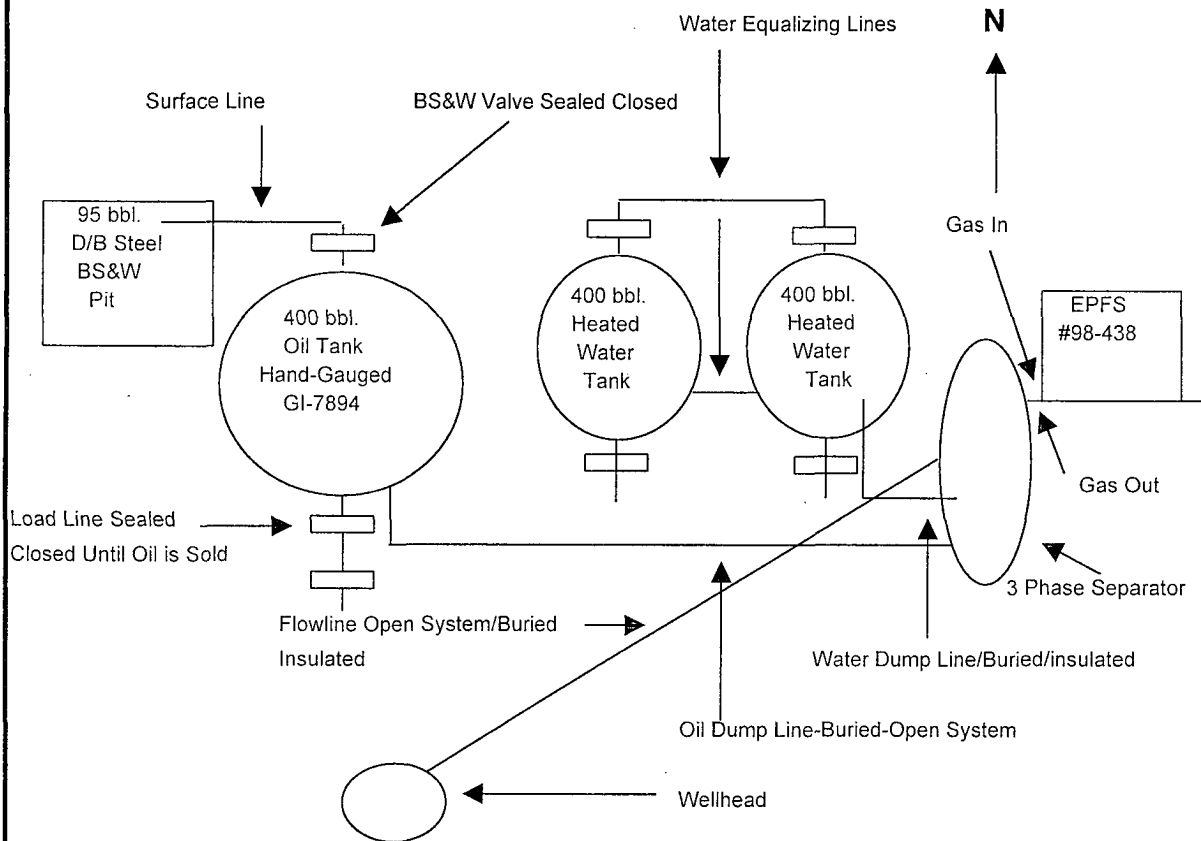 Water Equalizing Lines
N
Surface Line
BS&W Valve Sealed Closed
95 bbl.
D/B Steel
BS&W
Pit
Gas In
400 bbl.
Heated
Water
Tank
400 bbl.
Heated
Water
Tank
EPFS
#98-438
400 bbl.
Oil Tank
Hand-Gauged
GI-7894
Gas Out
Load Line Sealed
Closed Until Oil is Sold
3 Phase Separator
Flowline Open System/Buried
Insulated
Water Dump Line/Buried/insulated
Oil Dump Line-Buried-Open System
Wellhead